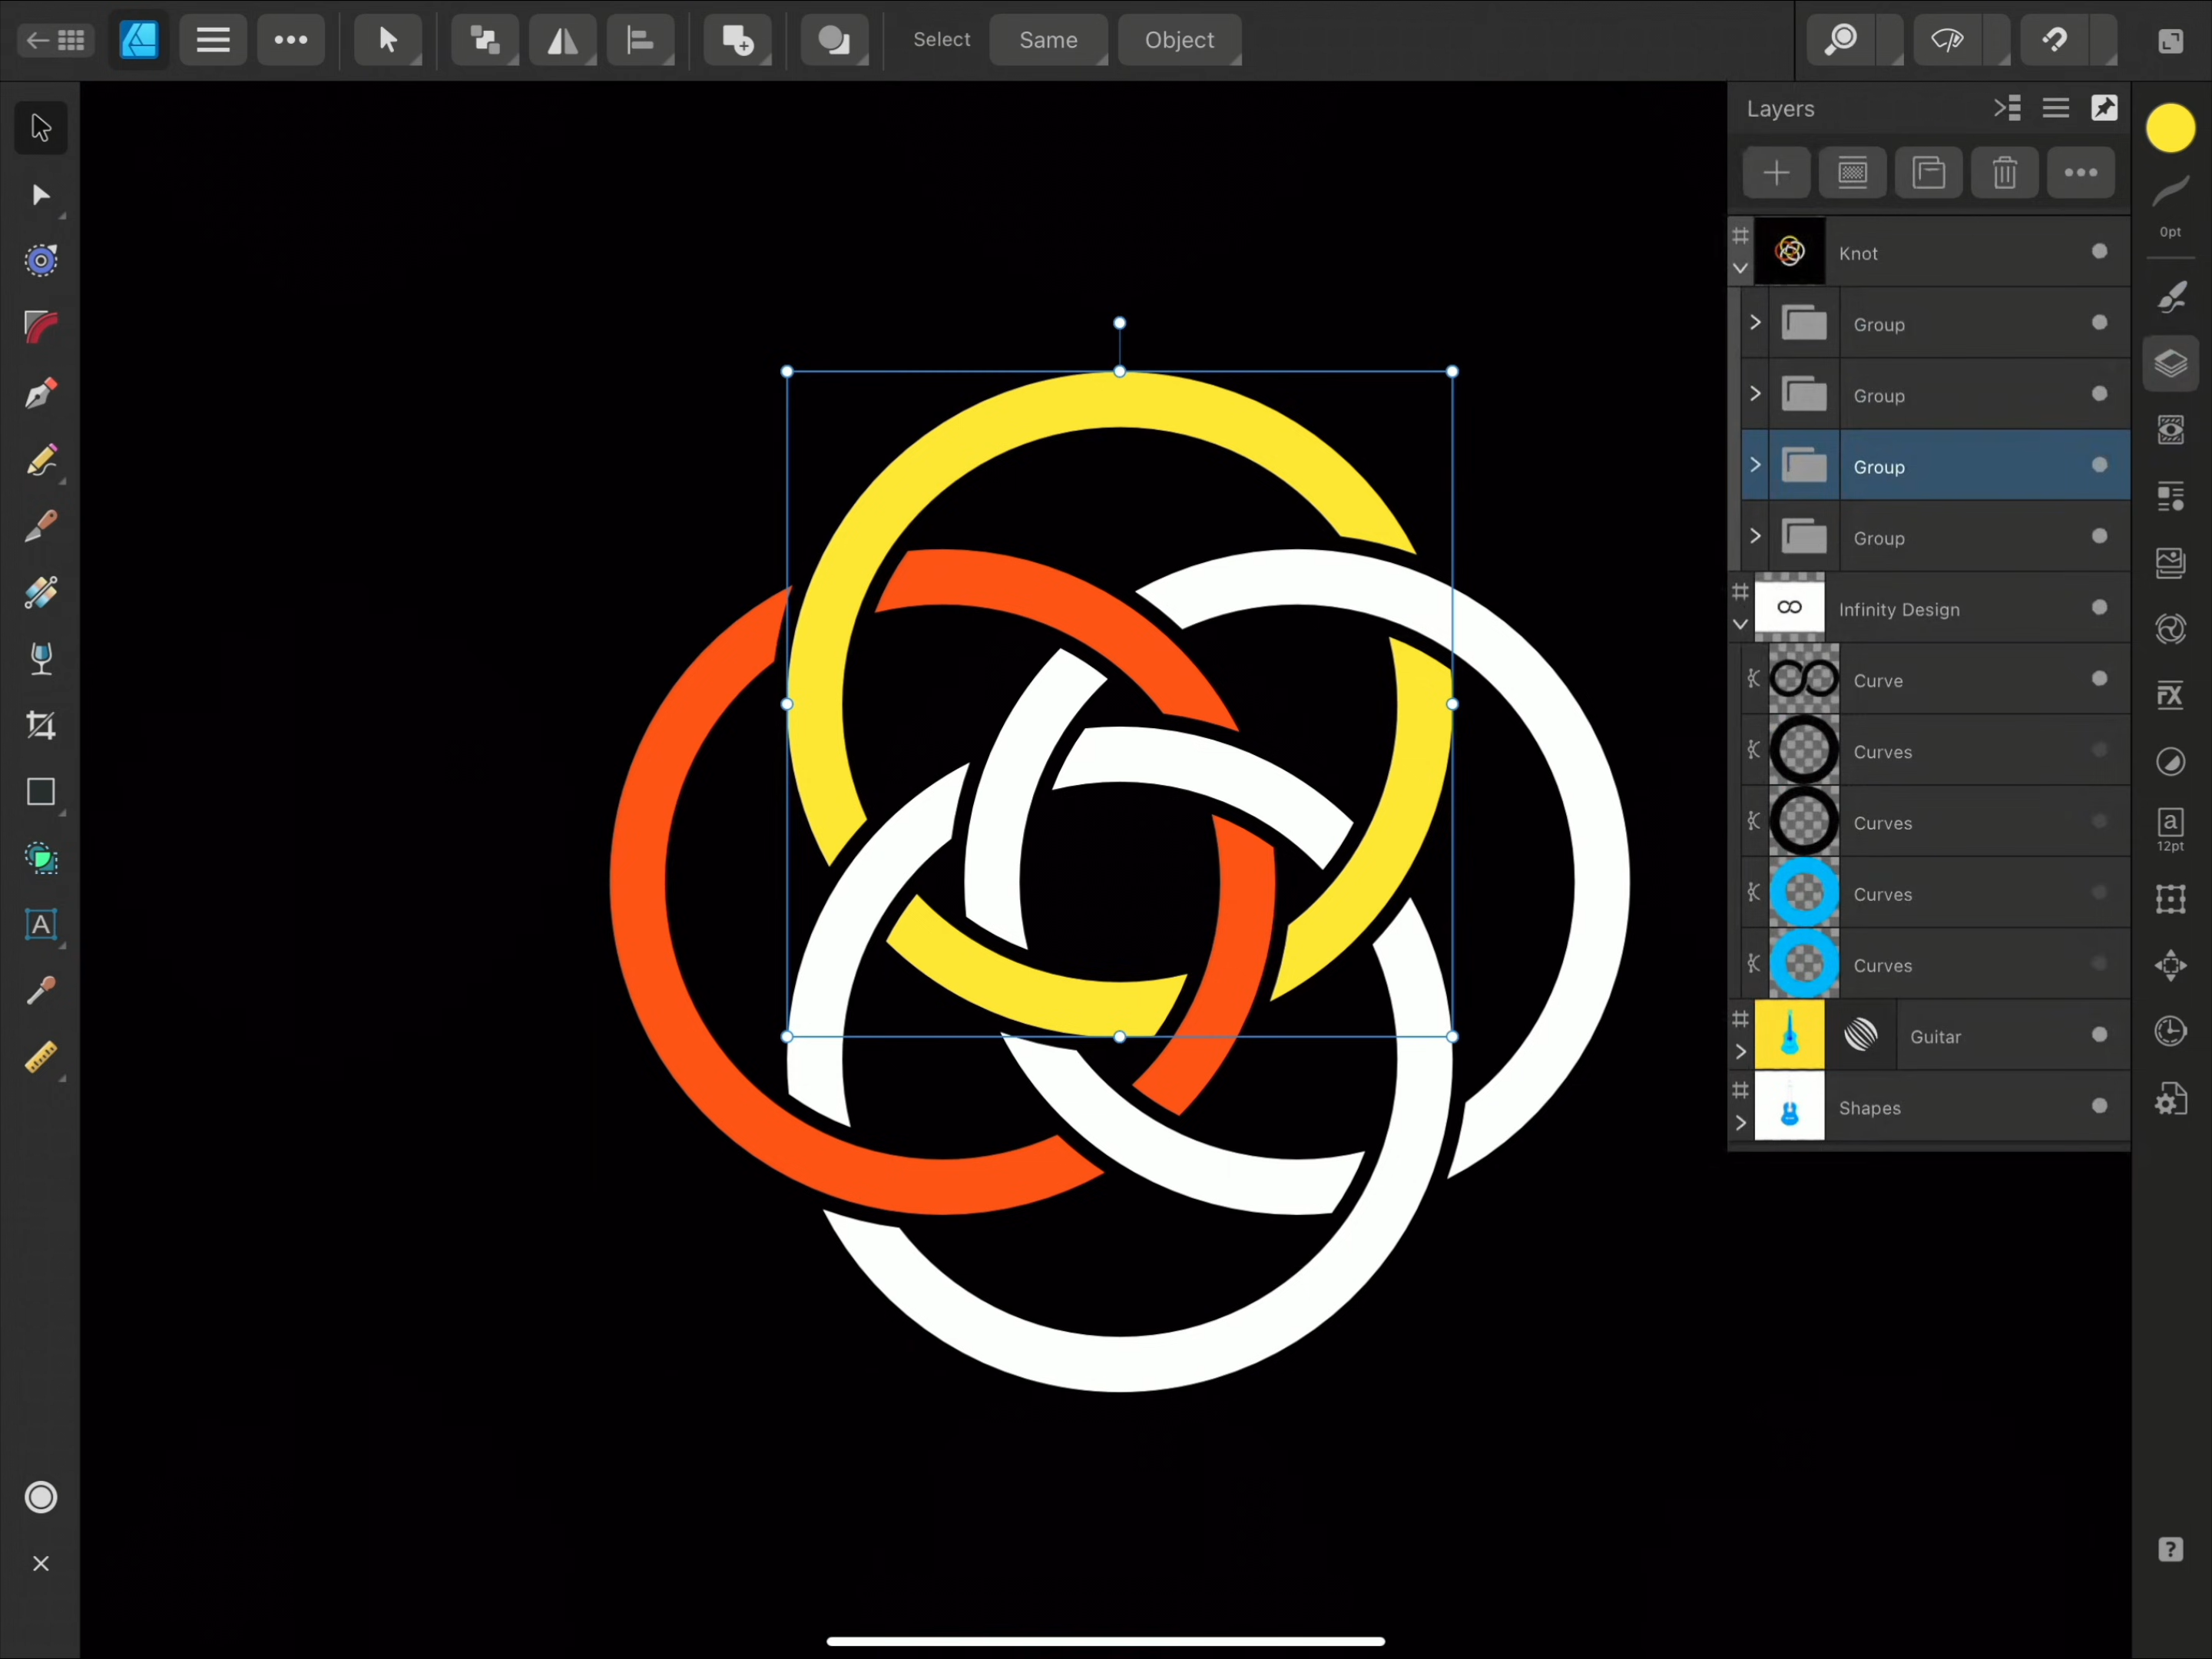 Select
Same
Object
Layers
0pt
Knot
Group
Group
Group
Group
Infinity Design
Curve
Curves
Curves
a
12pt
Curves
Curves
FX
A
Guitar
Shapes
?